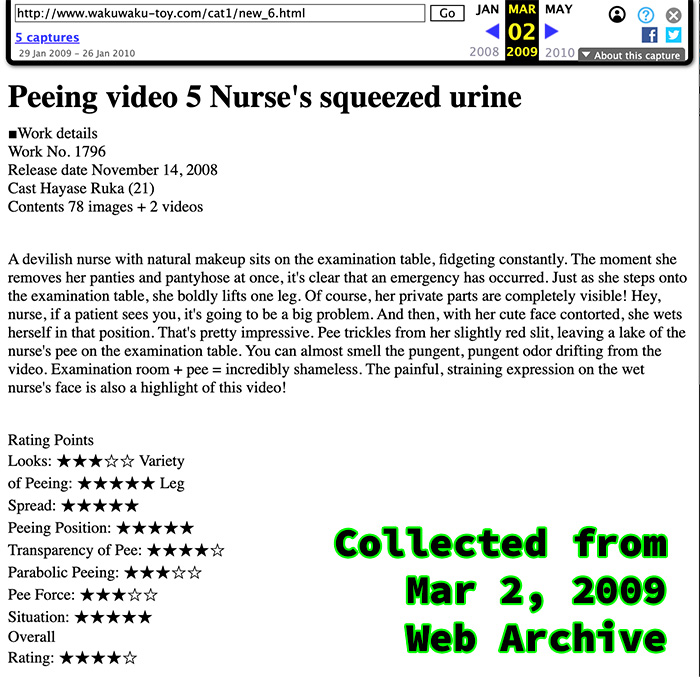 http://www.wakuwaku-toy.com/cat1/new_6.html Go JAN MAR MAY
5 captures 02
29 Jan 2009 – 26 Jan 2010 2008 2009 2010 ▼ About this capture
Peeing video 5 Nurse's squeezed urine
■Work details
Work No. 1796
Release date November 14, 2008
Cast Hayase Ruka (21)
Contents 78 images + 2 videos
A devilish nurse with natural makeup sits on the examination table, fidgeting constantly. The moment she
removes her panties and pantyhose at once, it's clear that an emergency has occurred. Just as she steps onto
the examination table, she boldly lifts one leg. Of course, her private parts are completely visible! Hey,
nurse, if a patient sees you, it's going to be a big problem. And then, with her cute face contorted, she wets
herself in that position. That's pretty impressive. Pee trickles from her slightly red slit, leaving a lake of the
nurse's pee on the examination table. You can almost smell the pungent, pungent odor drifting from the
video. Examination room + pee = incredibly shameless. The painful, straining expression on the wet
nurse's face is also a highlight of this video!
Rating Points
Looks: ★★★☆☆ Variety
of Peeing: ★★★★★ Leg
Spread: ★★★★★
Peeing Position: ★★★★★
Transparency of Pee: ★★★★☆
Parabolic Peeing: ★★★☆☆
Pee Force: ★★★☆☆
Situation: ★★★★★
Overall
Rating: ★★★★☆
Collected from
Mar 2, 2009
Web Archive